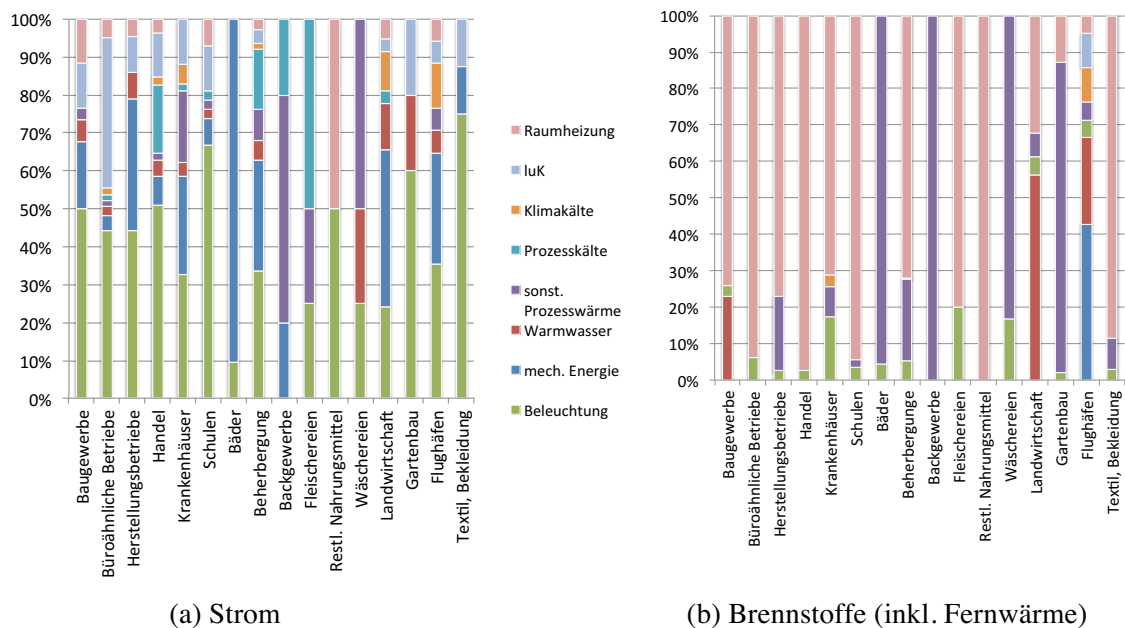 100%
90%
80%
70%
60%
50%
40%
30%
20%
10%
0%
Baugewerbe
Büroähnliche Betriebe
Herstellungsbetriebe
Handel
Krankenhäuser
Schulen
Bäder
Beherbergung
Backgewerbe
Fleischereien
Restl. Nahrungsmittel
Wäschereien
Landwirtschaft
Gartenbau
Flughäfen
Textil, Bekleidung
(a) Strom
Raumheizung
IuK
Klimakälte
Prozesskälte
sonst.
Prozesswärme
Warmwasser
mech. Energie
Beleuchtung
100%
90%
80%
70%
60%
50%
40%
30%
20%
10%
0%
Baugewerbe
Büroähnliche Betriebe
Herstellungsbetriebe
Handel
Krankenhäuser
Schulen
Bäder
Beherbergunge
Backgewerbe
Fleischereien
Restl. Nahrungsmittel
Wäschereien
Landwirtschaft
Gartenbau
Flughäfen
Textil, Bekleidung
(b) Brennstoffe (inkl. Fernwärme)